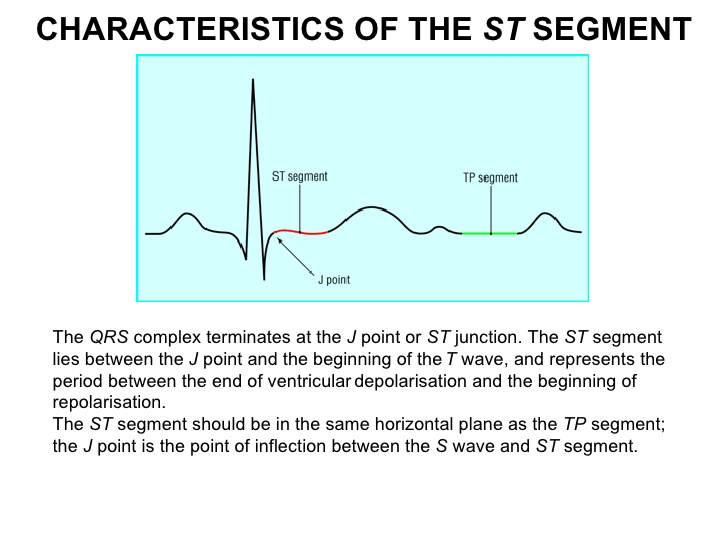 CHARACTERISTICS OF THE ST SEGMENT
ST segment
TP segment
J point
The QRS complex terminates at the J point or ST junction. The ST segment
lies between the J point and the beginning of the T wave, and represents the
period between the end of ventricular depolarisation and the beginning of
repolarisation.
The ST segment should be in the same horizontal plane as the TP segment;
the J point is the point of inflection between the S wave and ST segment.